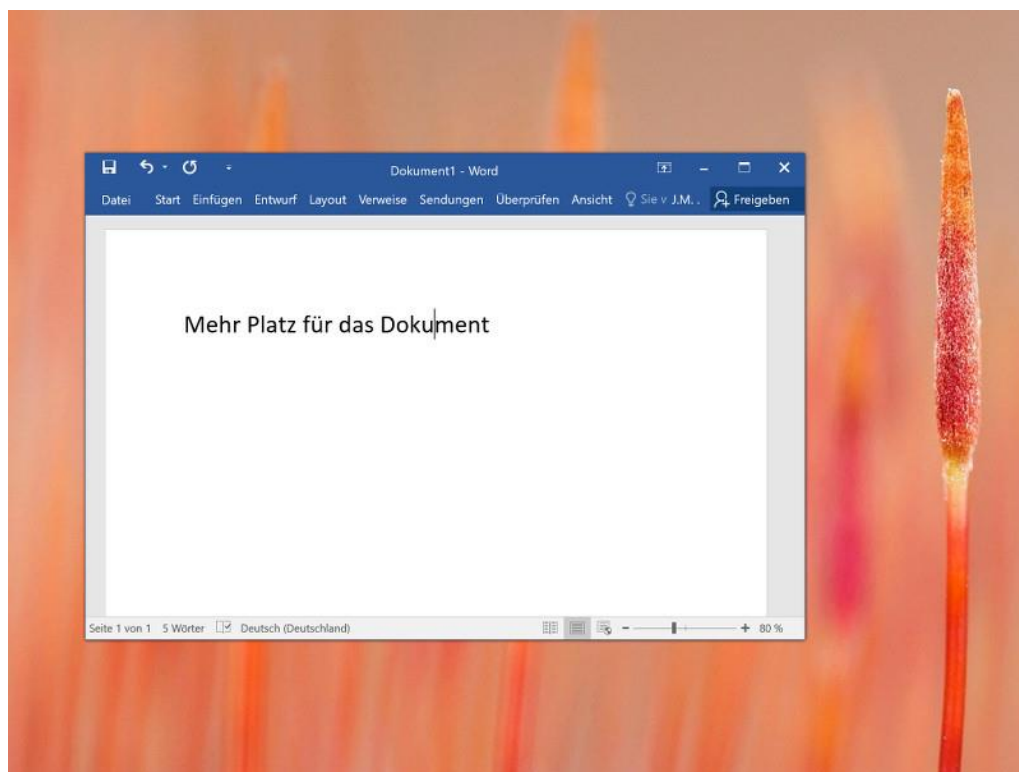 Dokument1 - Word
Datei Start Einfügen Entwurf Layout Verweise Sendungen Überprüfen Ansicht Sie v J.M. . Freigeben
Mehr Platz für das Dokument
Seite 1 von 1 5 Wörter Deutsch (Deutschland) 80 %